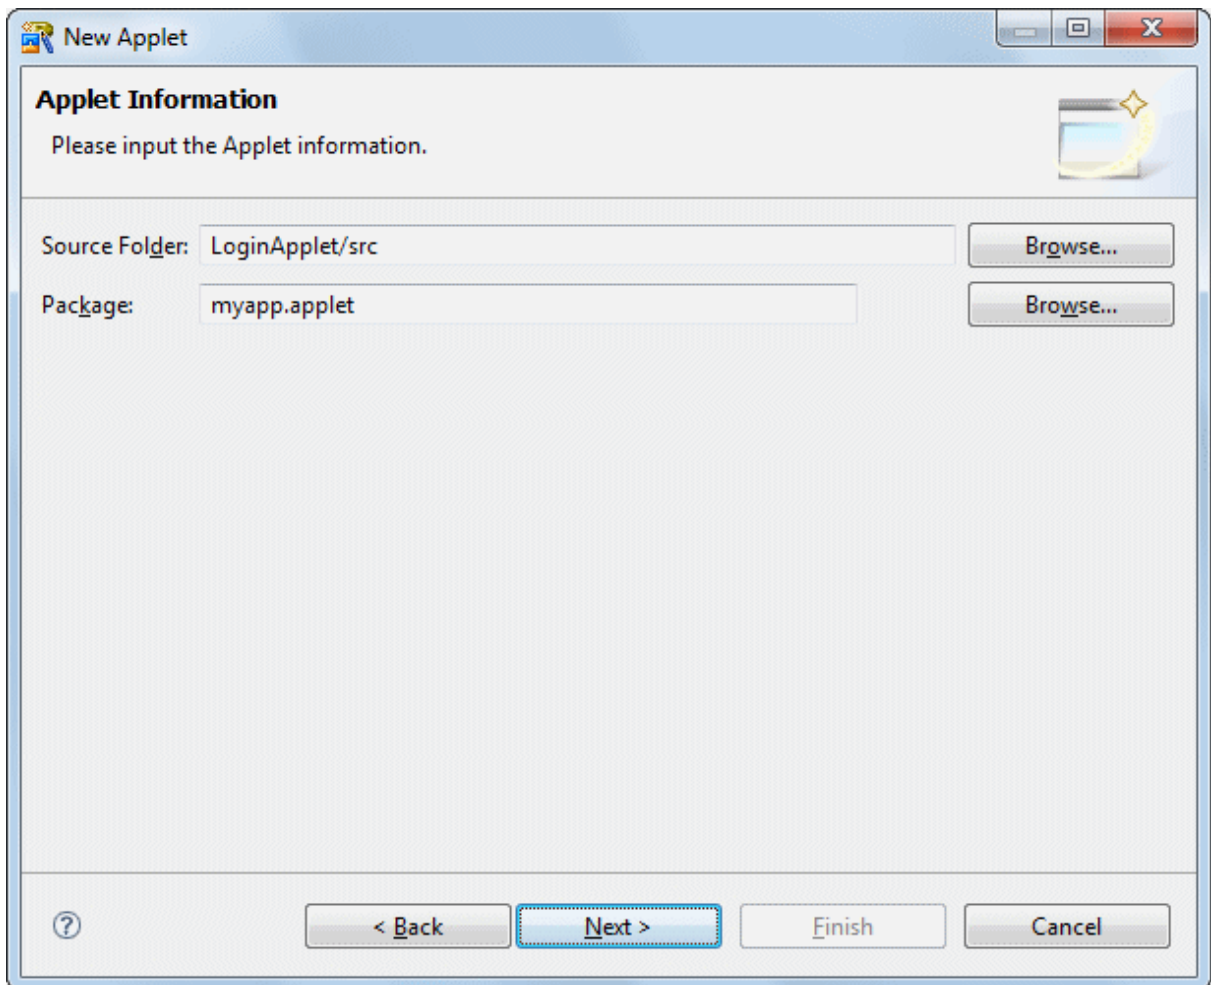 New Applet
Applet Information
Please input the Applet information.
Source Folder: LoginApplet/src Browse...
Package: myapp.applet Browse...
< Back Next > Finish Cancel